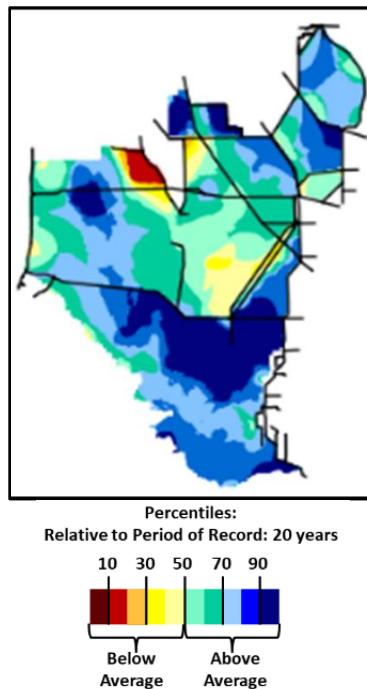 Percentiles:
Relative to Period of Record: 20 years
10 30 50 70 90
Below Average
Above Average